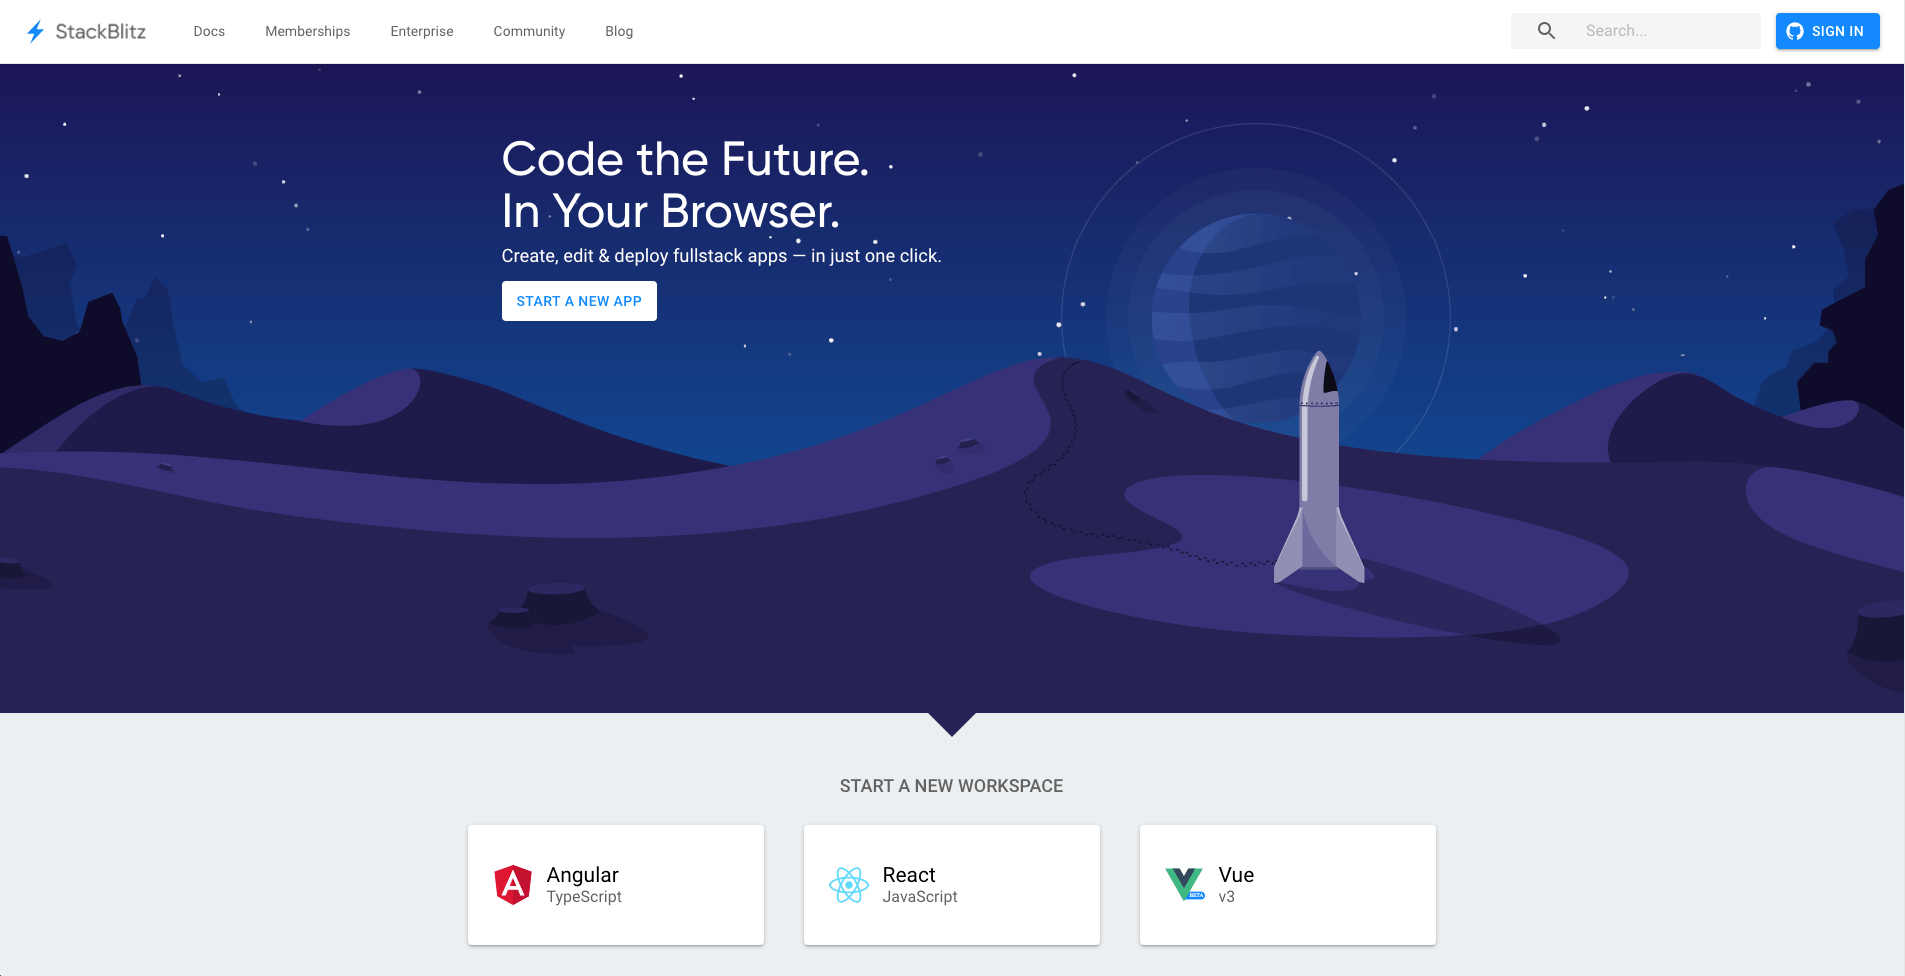 StackBlitz
Docs
Memberships
Enterprise
Community
Blog
Search...
SIGN IN
Code the Future.
In Your Browser.
Create, edit & deploy fullstack apps — in just one click.
START A NEW APP
START A NEW WORKSPACE
Angular
TypeScript
React
JavaScript
Vue
BETA
v3